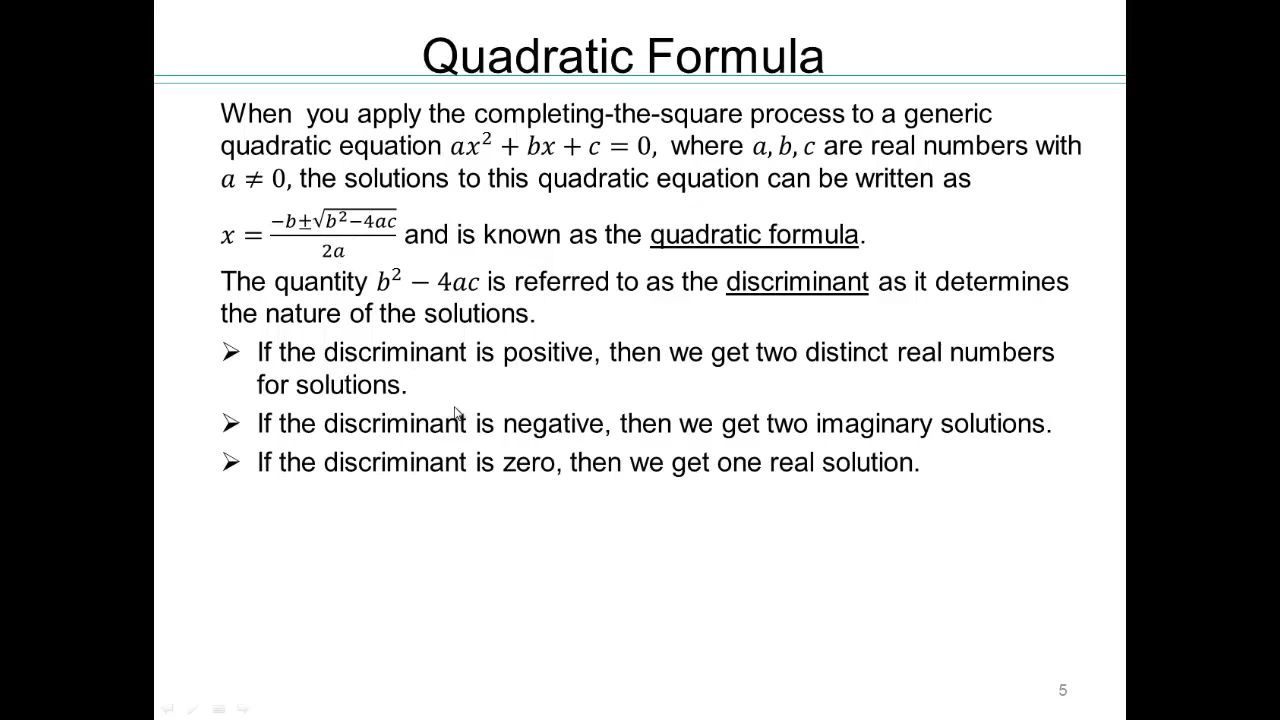 Quadratic Formula
When you apply the completing-the-square process to a generic
quadratic equation ax² + bx + c = 0, where a, b, c are real numbers with
a ≠ 0, the solutions to this quadratic equation can be written as
x = (−b±√(b²−4ac))/(2a) and is known as the quadratic formula.
The quantity b² − 4ac is referred to as the discriminant as it determines
the nature of the solutions.
➢ If the discriminant is positive, then we get two distinct real numbers
for solutions.
➢ If the discriminant is negative, then we get two imaginary solutions.
➢ If the discriminant is zero, then we get one real solution.
5